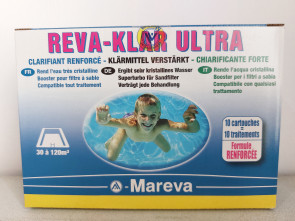 REVA-KLAR ULTRA
CLARIFIANT RENFORCÉ - KLÄRMITTEL VERSTÄRKT - CHIARIFICANTE FORTE
FR Rend l'eau très cristalline
Booster pour filtre à sable
Compatible tout traitement
DE Ergibt sehr kristallines Wasser
Superturbo für Sandfilter
Verträgt jede Behandlung
IT Rende l'acqua cristallina
Booster per filtri a sabbia
Compatibile con qualsiasi
trattamento
10 cartouches =
10 traitements
Formule
RENFORCÉE
30 à 120m³
Mareva